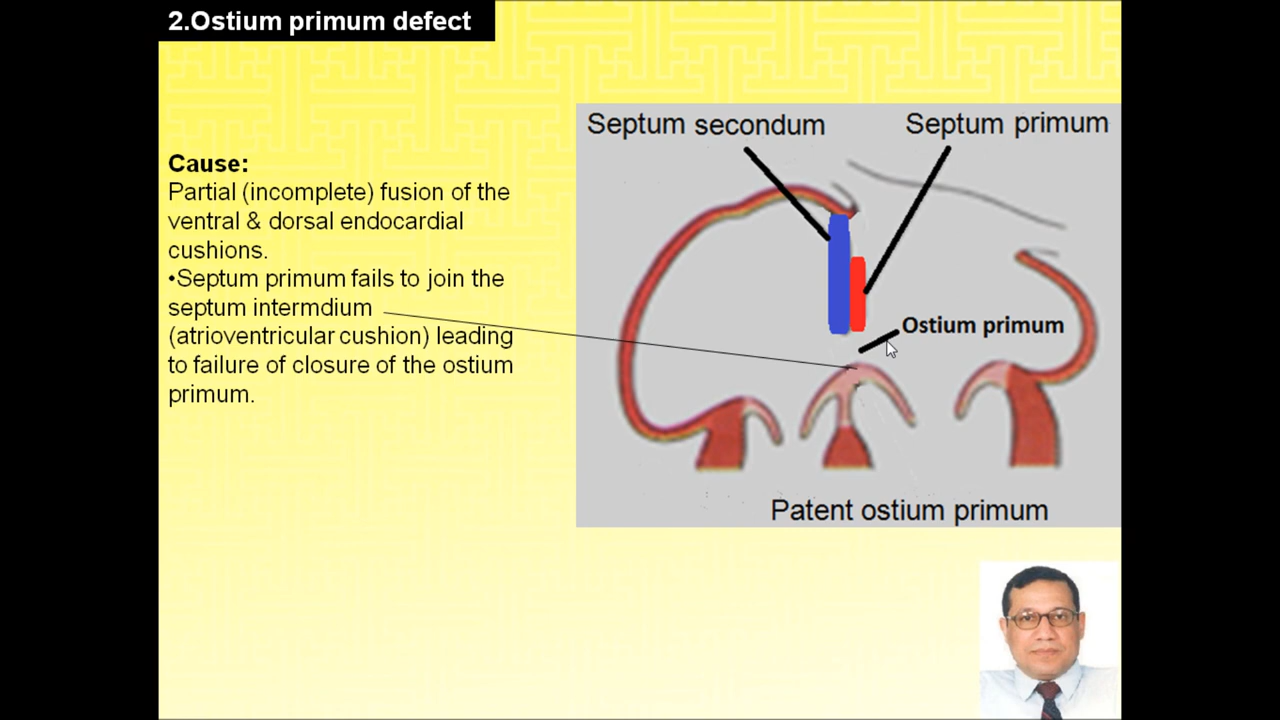 2.Ostium primum defect
Septum secondum
Septum primum
Cause:
Partial (incomplete) fusion of the
ventral & dorsal endocardial
cushions.
•Septum primum fails to join the
septum intermdium
(atrioventricular cushion) leading
to failure of closure of the ostium
primum.
Ostium primum
Patent ostium primum